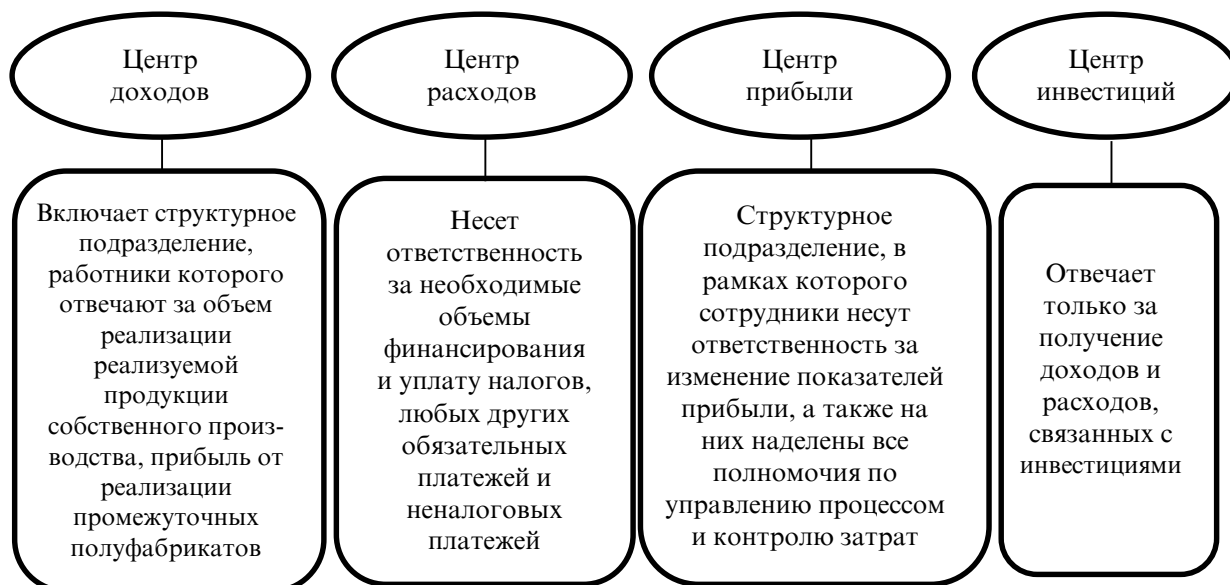 Центр
доходов
Центр
расходов
Центр
прибыли
Центр
инвестиций
Включает структурное
подразделение,
работники которого
отвечают за объем
реализации
реализуемой
продукции
собственного произ-
водства, прибыль от
реализации
промежуточных
полуфабрикатов
Несет
ответственность
за необходимые
объемы
финансирования
и уплату налогов,
любых других
обязательных
платежей и
неналоговых
платежей
Структурное
подразделение, в
рамках которого
сотрудники несут
ответственность за
изменение показателей
прибыли, а также на
них наделены все
полномочия по
управлению процессом
и контролю затрат
Отвечает
только за
получение
доходов и
расходов,
связанных с
инвестициями